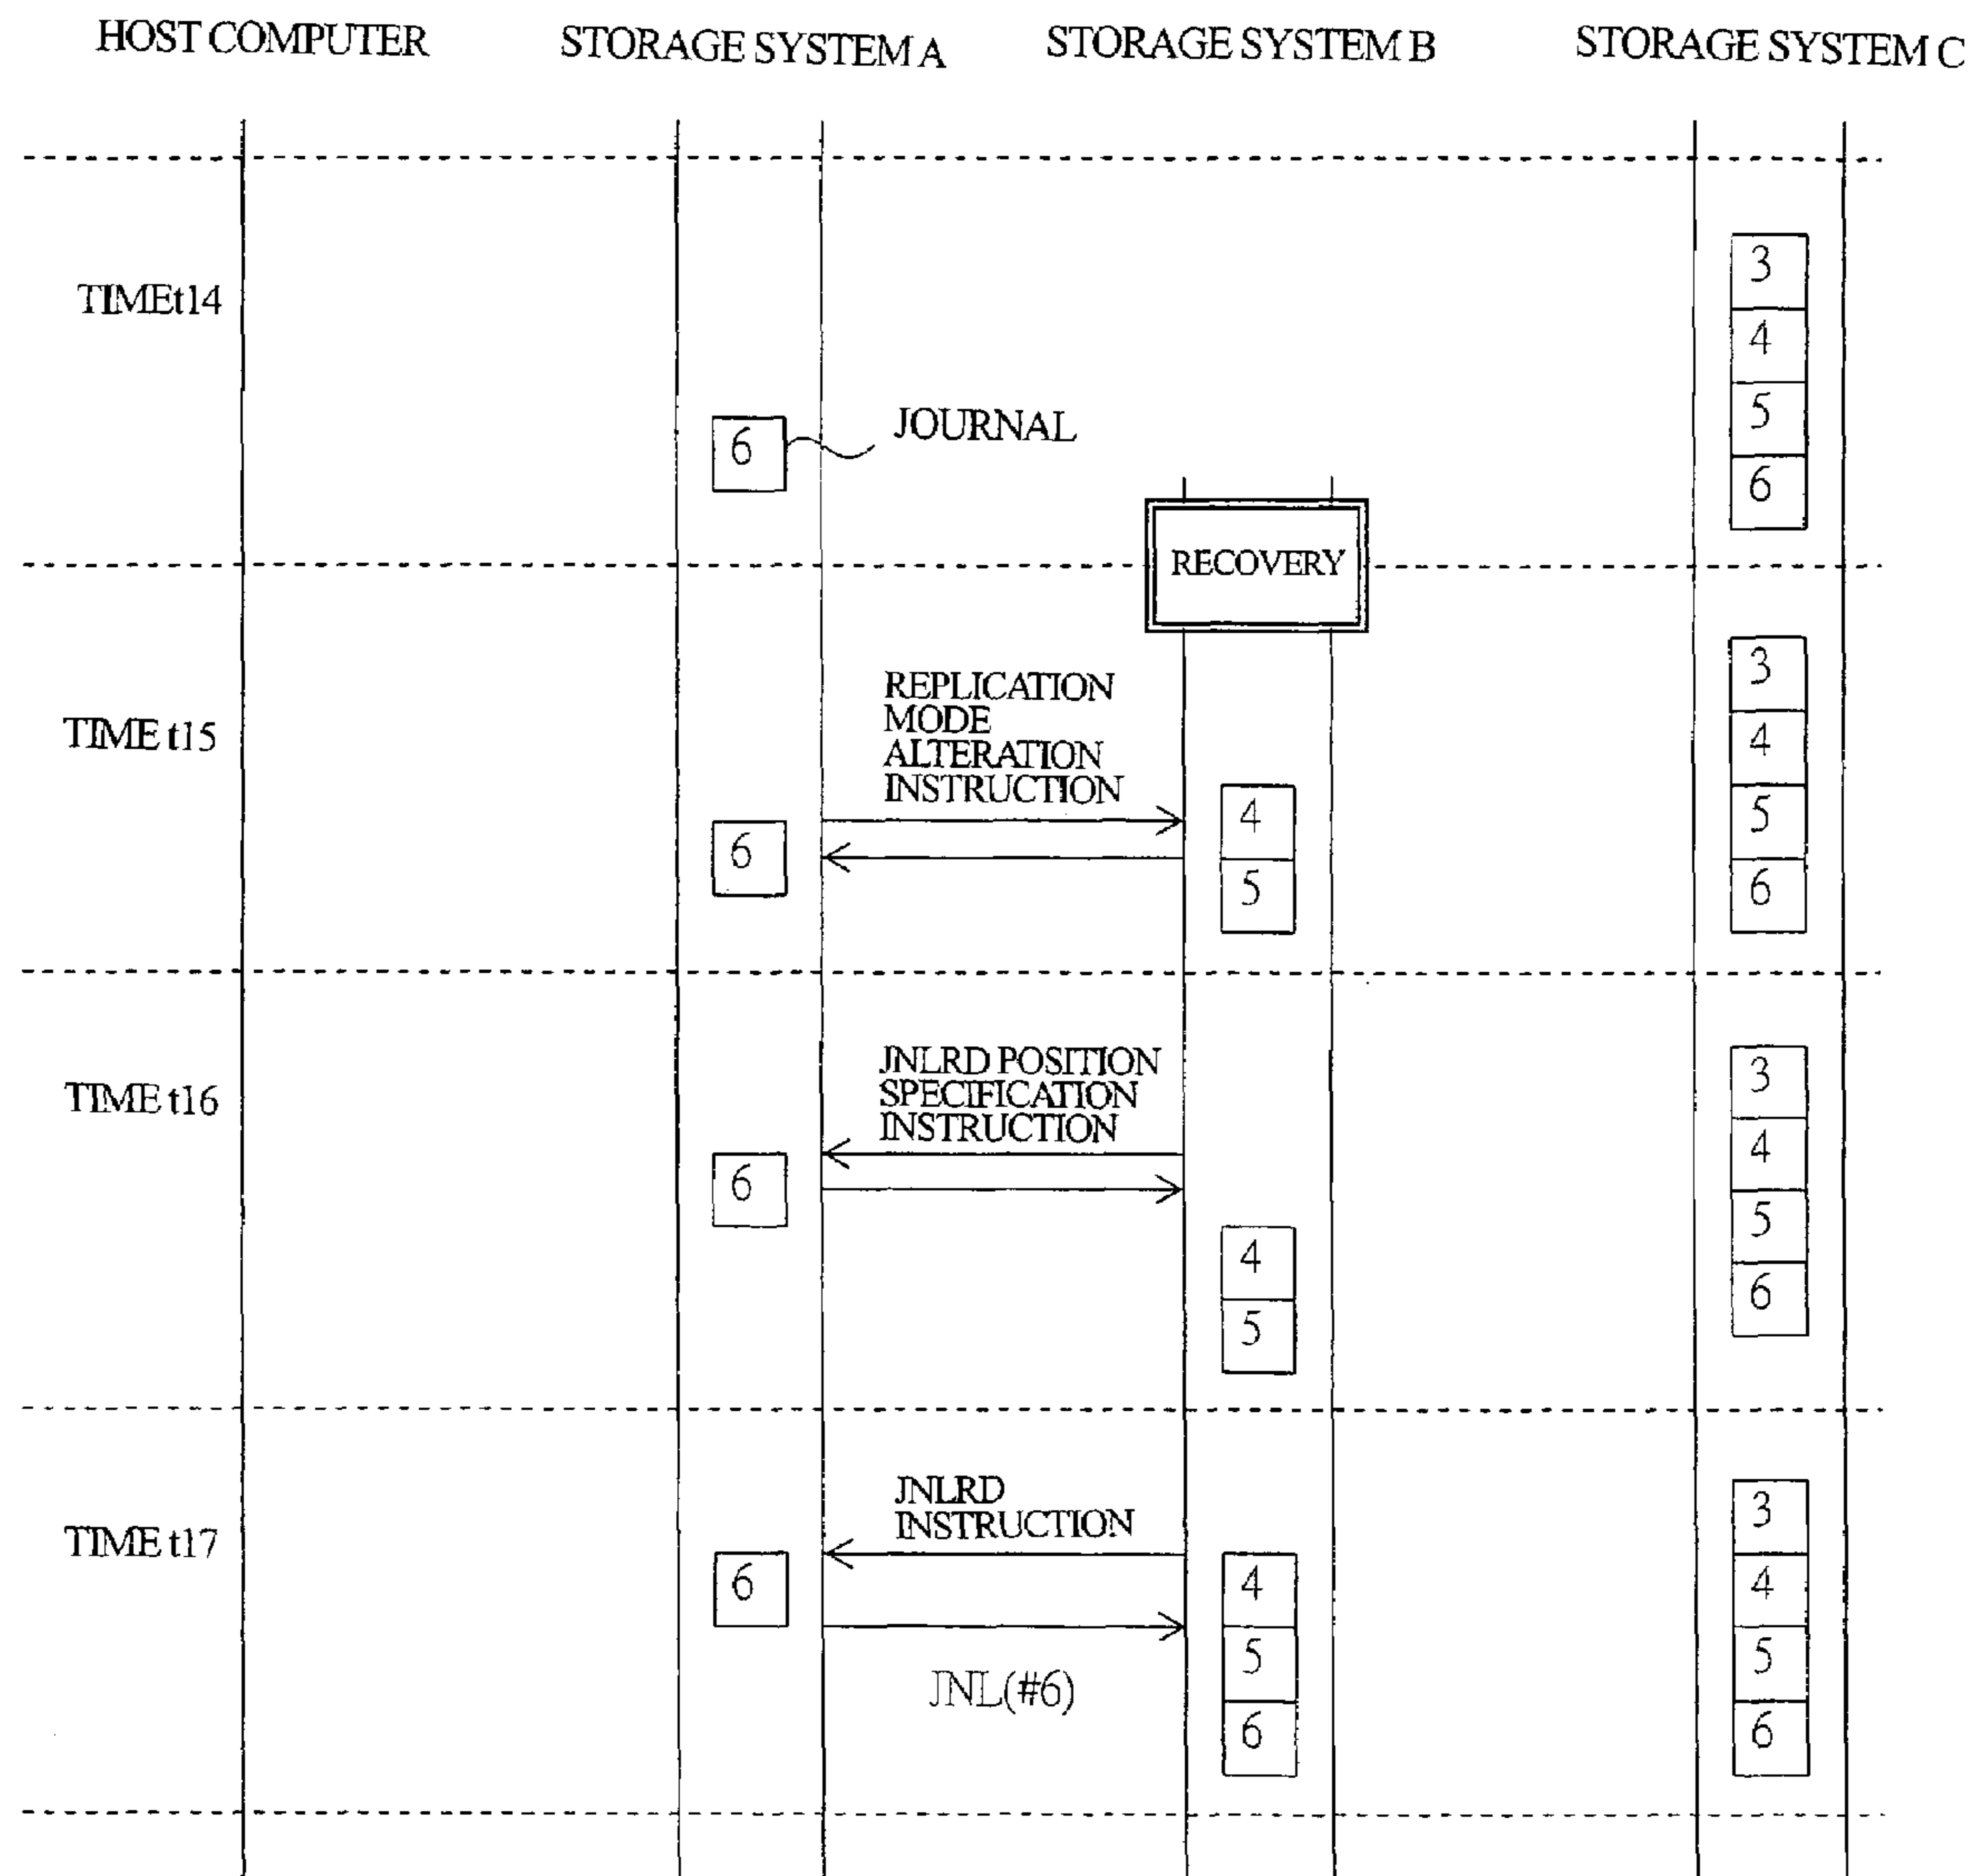 HOST COMPUTER STORAGE SYSTEM A STORAGE SYSTEM B STORAGE SYSTEM C
3
TIMEt14
4
5
6 JOURNAL
6
RECOVERY
3
REPLICATION
MODE
ALTERATION
INSTRUCTION
TIME t15
4
4 5
6
5 6
JNLRD POSITION
SPECIFICATION
INSTRUCTION
3
TIME t16
4
6
5
4
6
5
JNLRD
INSTRUCTION
3
TIME t17
6 4 4
5 5
JNL(#6)
6 6